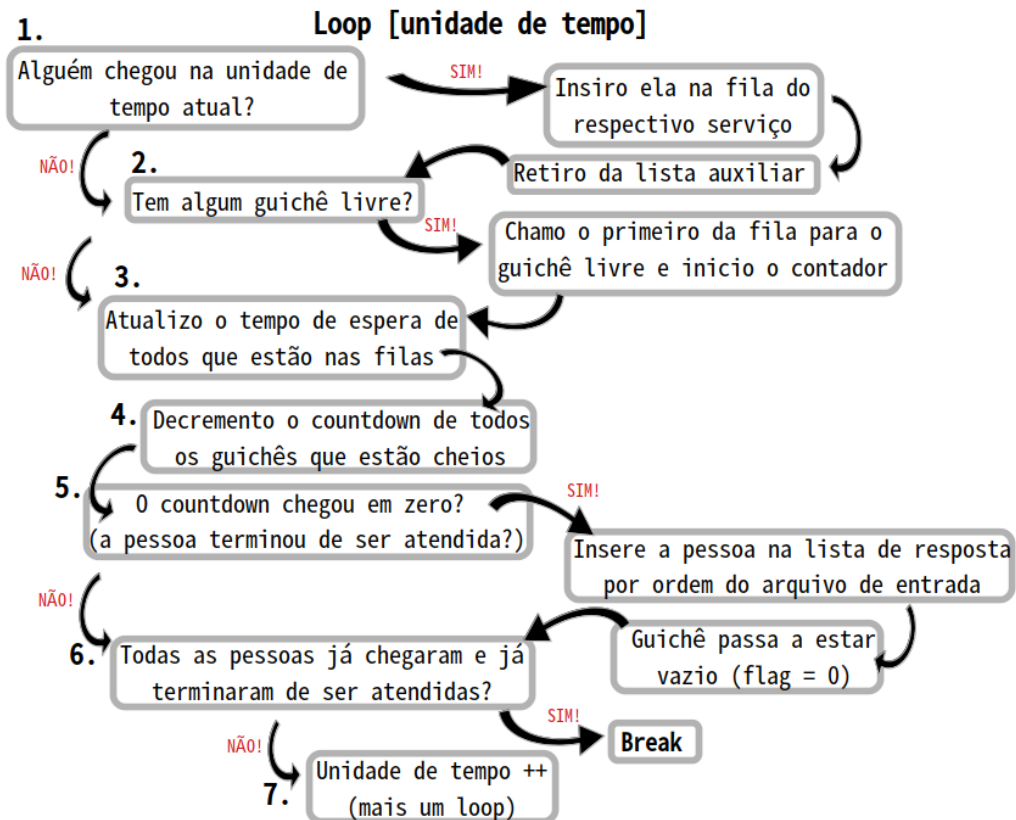 Loop [unidade de tempo]
1.
Alguém chegou na unidade de
tempo atual?
SIM!
Insiro ela na fila do
respectivo serviço
Retiro da lista auxiliar
NÃO!
2.
Tem algum guichê livre?
SIM!
Chamo o primeiro da fila para o
guichê livre e inicio o contador
NÃO!
3.
Atualizo o tempo de espera de
todos que estão nas filas
4.
Decremento o countdown de todos
os guichês que estão cheios
5.
O countdown chegou em zero?
(a pessoa terminou de ser atendida?)
SIM!
Insere a pessoa na lista de resposta
por ordem do arquivo de entrada
Guichê passa a estar
vazio (flag = 0)
NÃO!
6.
Todas as pessoas já chegaram e já
terminaram de ser atendidas?
SIM!
Break
NÃO!
7.
Unidade de tempo ++
(mais um loop)